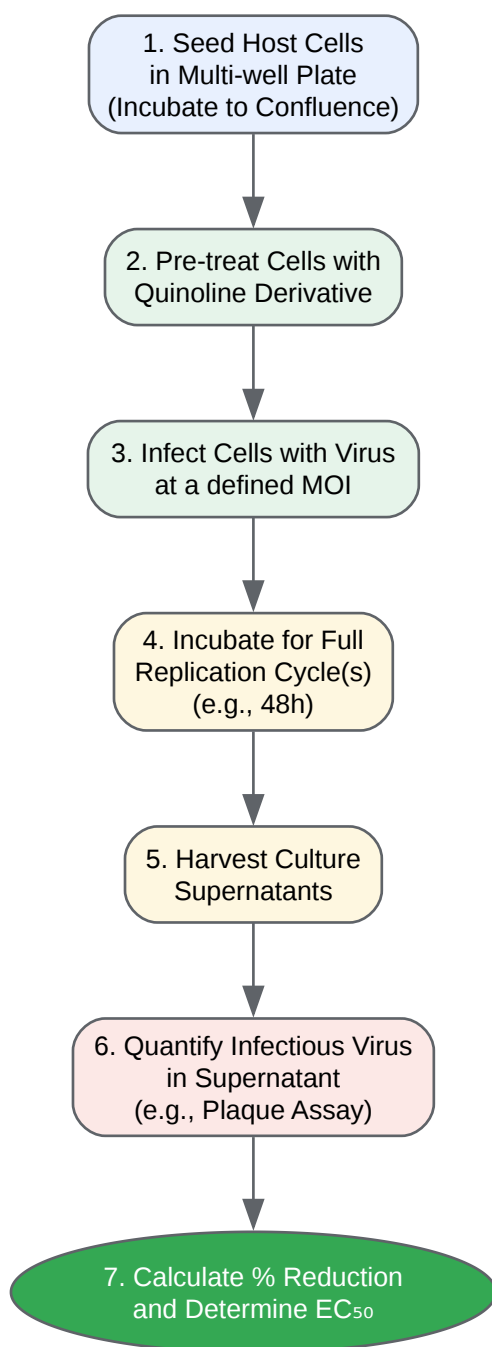 1. Seed Host Cells
in Multi-well Plate
(Incubate to Confluence)
2. Pre-treat Cells with
Quinoline Derivative
3. Infect Cells with Virus
at a defined MOI
4. Incubate for Full
Replication Cycle(s)
(e.g., 48h)
5. Harvest Culture
Supernatants
6. Quantify Infectious Virus
in Supernatant
(e.g., Plaque Assay)
7. Calculate % Reduction
and Determine EC₅₀